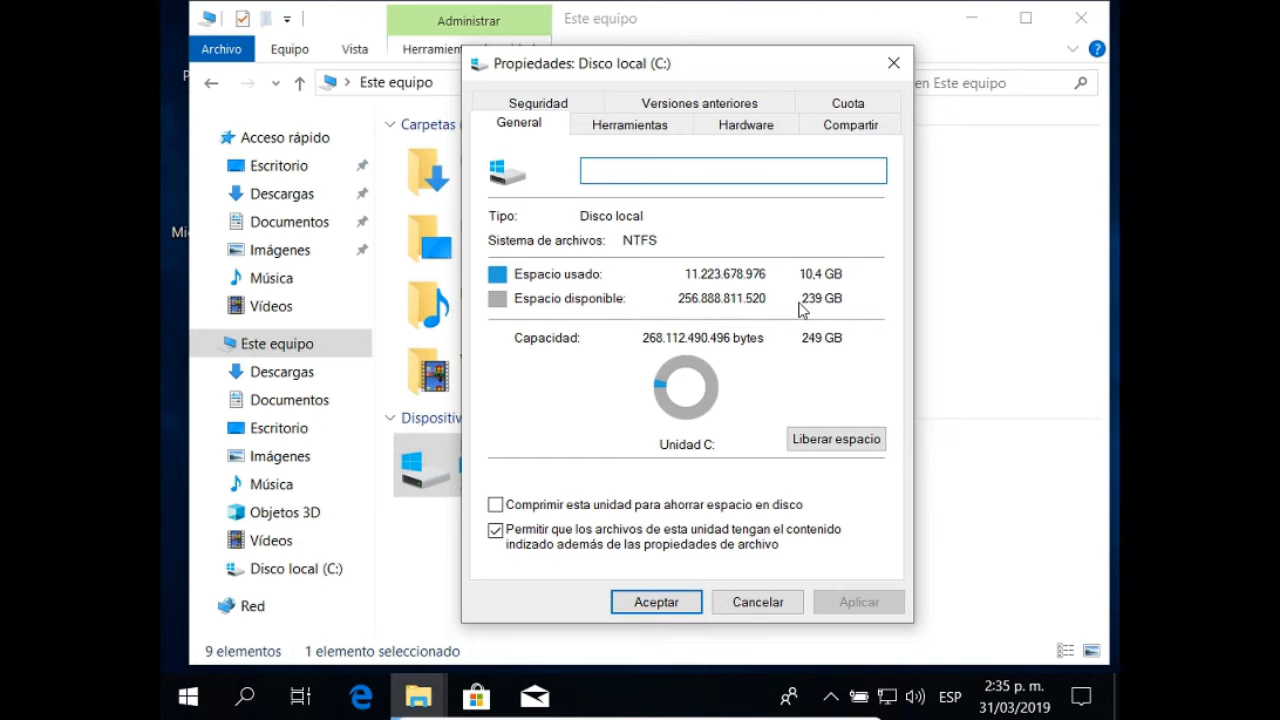 Administrar
Este equipo
Archivo
Equipo
Vista
Herramien
Este equipo
en Este equipo
Propiedades: Disco local (C:)
Seguridad
Versiones anteriores
Cuota
General
Herramientas
Hardware
Compartir
Acceso rápido
Escritorio
Descargas
Documentos
Imágenes
Música
Vídeos
Este equipo
Descargas
Documentos
Escritorio
Imágenes
Música
Objetos 3D
Vídeos
Disco local (C:)
Red
Carpetas (
Dispositiv
Mi
Tipo: Disco local
Sistema de archivos: NTFS
Espacio usado: 11.223.678.976 10,4 GB
Espacio disponible: 256.888.811.520 239 GB
Capacidad: 268.112.490.496 bytes 249 GB
Unidad C:
Liberar espacio
Comprimir esta unidad para ahorrar espacio en disco
Permitir que los archivos de esta unidad tengan el contenido
indizado además de las propiedades de archivo
Aceptar
Cancelar
Aplicar
9 elementos
1 elemento seleccionado
ESP
2:35 p. m.
31/03/2019